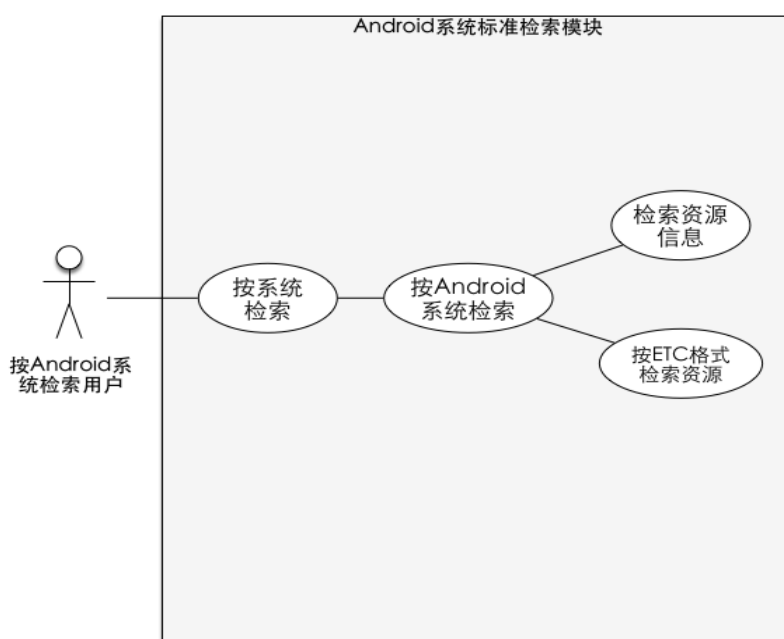 Android系统标准检索模块
检索资源
信息
按系统
检索
按Android
系统检索
按ETC格式
检索资源
按Android系
统检索用户